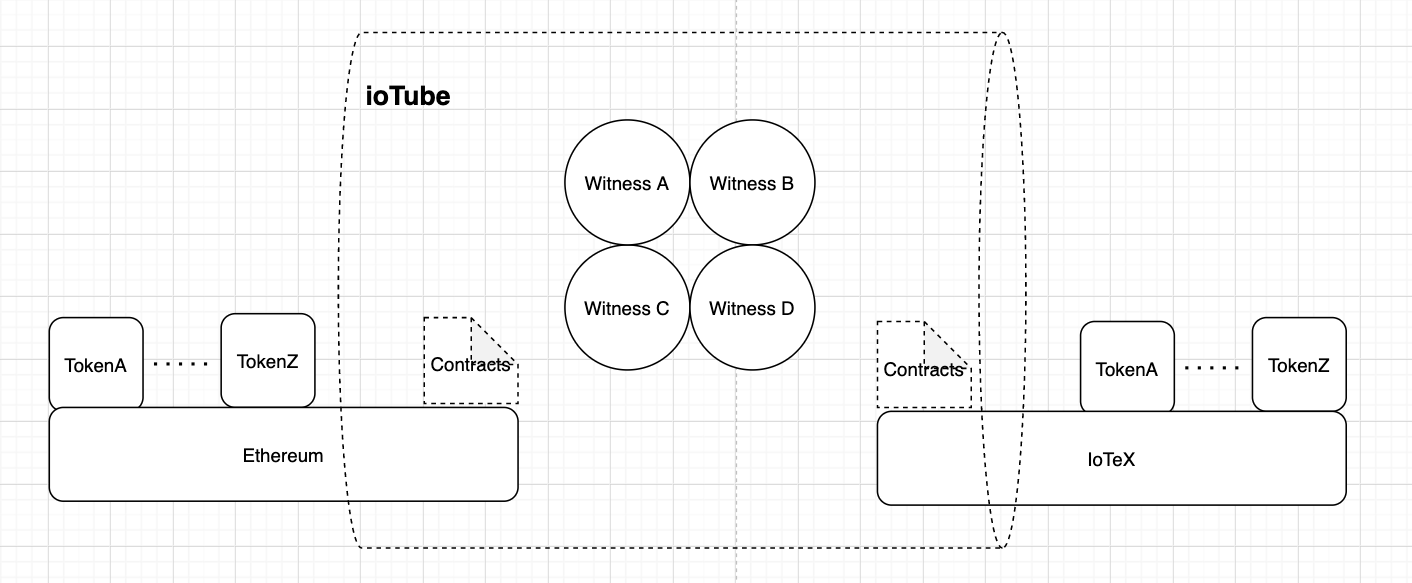 ioTube
Witness A
Witness B
Witness C
Witness D
TokenA
TokenZ
Contracts
Ethereum
Contracts
TokenA
TokenZ
IoTeX